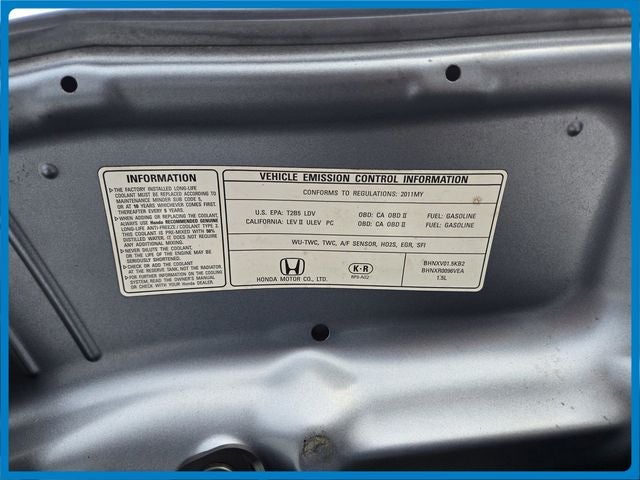 INFORMATION
▷THE FACTORY INSTALLED LONG-LIFE
COOLANT MUST BE REPLACED ACCORDING TO
MAINTENANCE MINDER SUB CODE 5,
OR AT 10 YEARS WHICHEVER COMES FIRST.
THEREAFTER EVERY 5 YEARS.
▷WHEN ADDING OR REPLACING THE COOLANT,
ALWAYS USE Honda RECOMMENDED GENUINE
LONG-LIFE ANTI-FREEZE / COOLANT TYPE 2.
THIS COOLANT IS PRE-MIXED WITH 50%
DISTILLED WATER. IT DOES NOT REQUIRE
ANY ADDITIONAL MIXING.
▷NEVER DILUTE THE COOLANT,
OR THE LIFE OF THE ENGINE MAY BE
SERIOUSLY SHORTENED.
▷CHECK OR ADD THE COOLANT
AT THE RESERVE TANK, NOT THE RADIATOR
▷FOR FURTHER INFORMATION ON THE COOLING
SYSTEM, READ THE OWNER'S MANUAL
OR CHECK WITH YOUR Honda DEALER.
VEHICLE EMISSION CONTROL INFORMATION
CONFORMS TO REGULATIONS: 2011MY
U.S. EPA: T2B5 LDV OBD: CA OBD Ⅱ FUEL: GASOLINE
CALIFORNIA: LEV Ⅱ ULEV PC OBD: CA OBD Ⅱ FUEL: GASOLINE
WU-TWC, TWC, A/F SENSOR, HO2S, EGR, SFI
HONDA MOTOR CO., LTD.
K-R
RP3-A02
BHNXV01.5KB2
BHNXR0096VEA
1.5L